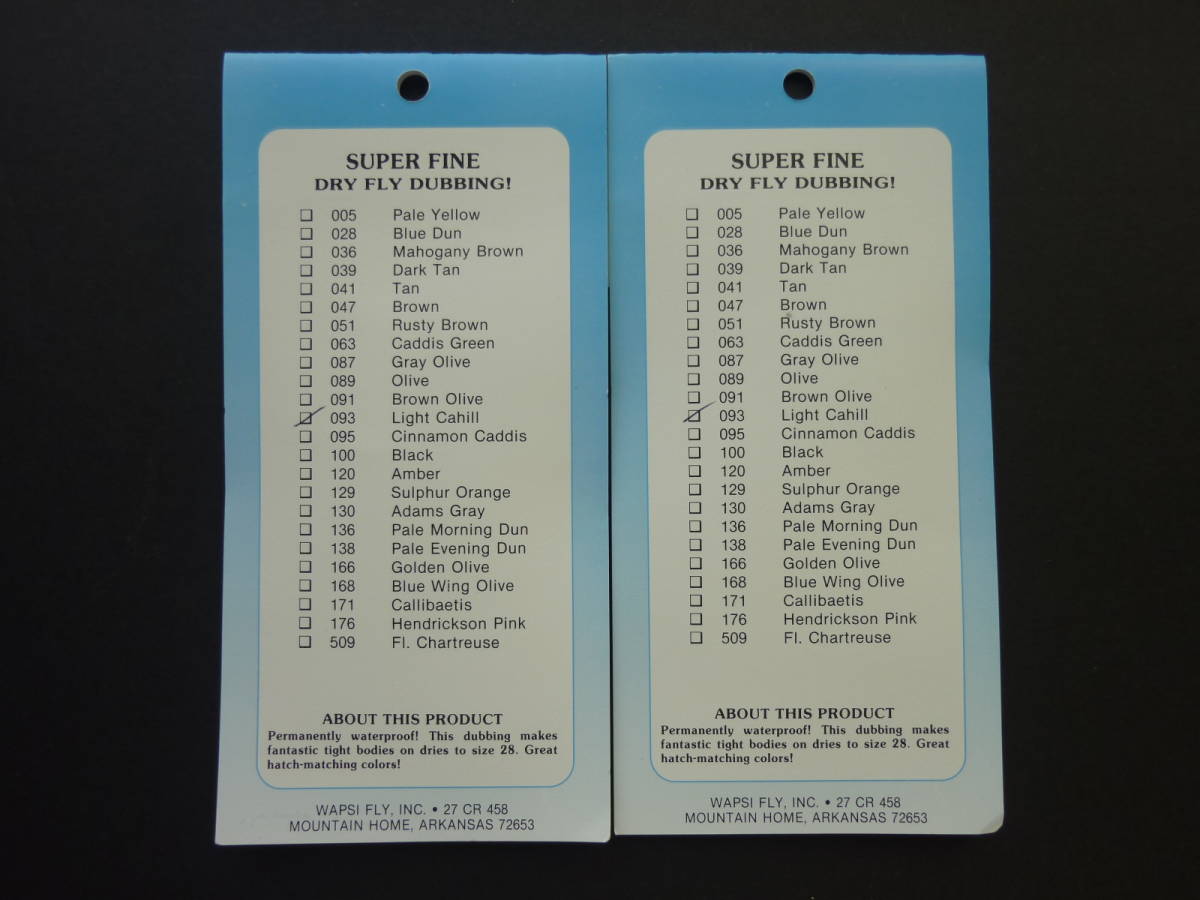 SUPER FINE
DRY FLY DUBBING!
❏ 005 Pale Yellow
❏ 028 Blue Dun
❏ 036 Mahogany Brown
❏ 039 Dark Tan
❏ 041 Tan
❏ 047 Brown
❏ 051 Rusty Brown
❏ 063 Caddis Green
❏ 087 Gray Olive
❏ 089 Olive
❏ 091 Brown Olive
❏ 093 Light Cahill
❏ 095 Cinnamon Caddis
❏ 100 Black
❏ 120 Amber
❏ 129 Sulphur Orange
❏ 130 Adams Gray
❏ 136 Pale Morning Dun
❏ 138 Pale Evening Dun
❏ 166 Golden Olive
❏ 168 Blue Wing Olive
❏ 171 Callibaetis
❏ 176 Hendrickson Pink
❏ 509 Fl. Chartreuse
ABOUT THIS PRODUCT
Permanently waterproof! This dubbing makes
fantastic tight bodies on dries to size 28. Great
hatch-matching colors!
WAPSI FLY, INC. • 27 CR 458
MOUNTAIN HOME, ARKANSAS 72653
SUPER FINE
DRY FLY DUBBING!
❏ 005 Pale Yellow
❏ 028 Blue Dun
❏ 036 Mahogany Brown
❏ 039 Dark Tan
❏ 041 Tan
❏ 047 Brown
❏ 051 Rusty Brown
❏ 063 Caddis Green
❏ 087 Gray Olive
❏ 089 Olive
❏ 091 Brown Olive
❏ 093 Light Cahill
❏ 095 Cinnamon Caddis
❏ 100 Black
❏ 120 Amber
❏ 129 Sulphur Orange
❏ 130 Adams Gray
❏ 136 Pale Morning Dun
❏ 138 Pale Evening Dun
❏ 166 Golden Olive
❏ 168 Blue Wing Olive
❏ 171 Callibaetis
❏ 176 Hendrickson Pink
❏ 509 Fl. Chartreuse
ABOUT THIS PRODUCT
Permanently waterproof! This dubbing makes
fantastic tight bodies on dries to size 28. Great
hatch-matching colors!
WAPSI FLY, INC. • 27 CR 458
MOUNTAIN HOME, ARKANSAS 72653